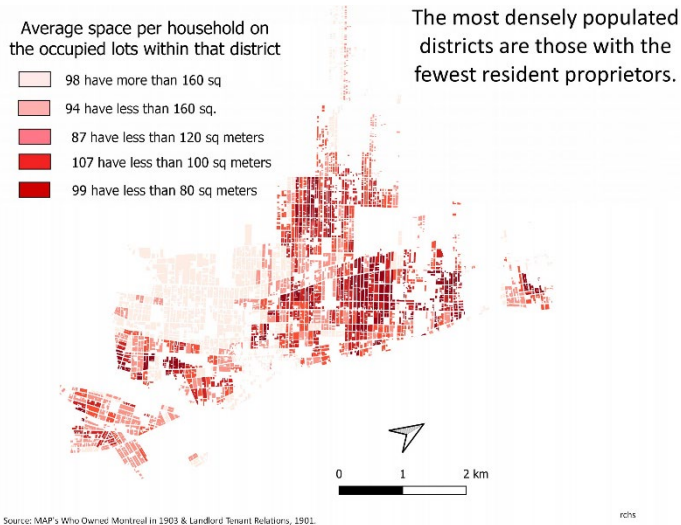 Average space per household on
the occupied lots within that district
98 have more than 160 sq
94 have less than 160 sq.
87 have less than 120 sq meters
107 have less than 100 sq meters
99 have less than 80 sq meters
The most densely populated
districts are those with the
fewest resident proprietors.
0 1 2 km
rchs
Source: MAP's Who Owned Montreal in 1903 & Landlord Tenant Relations, 1901.